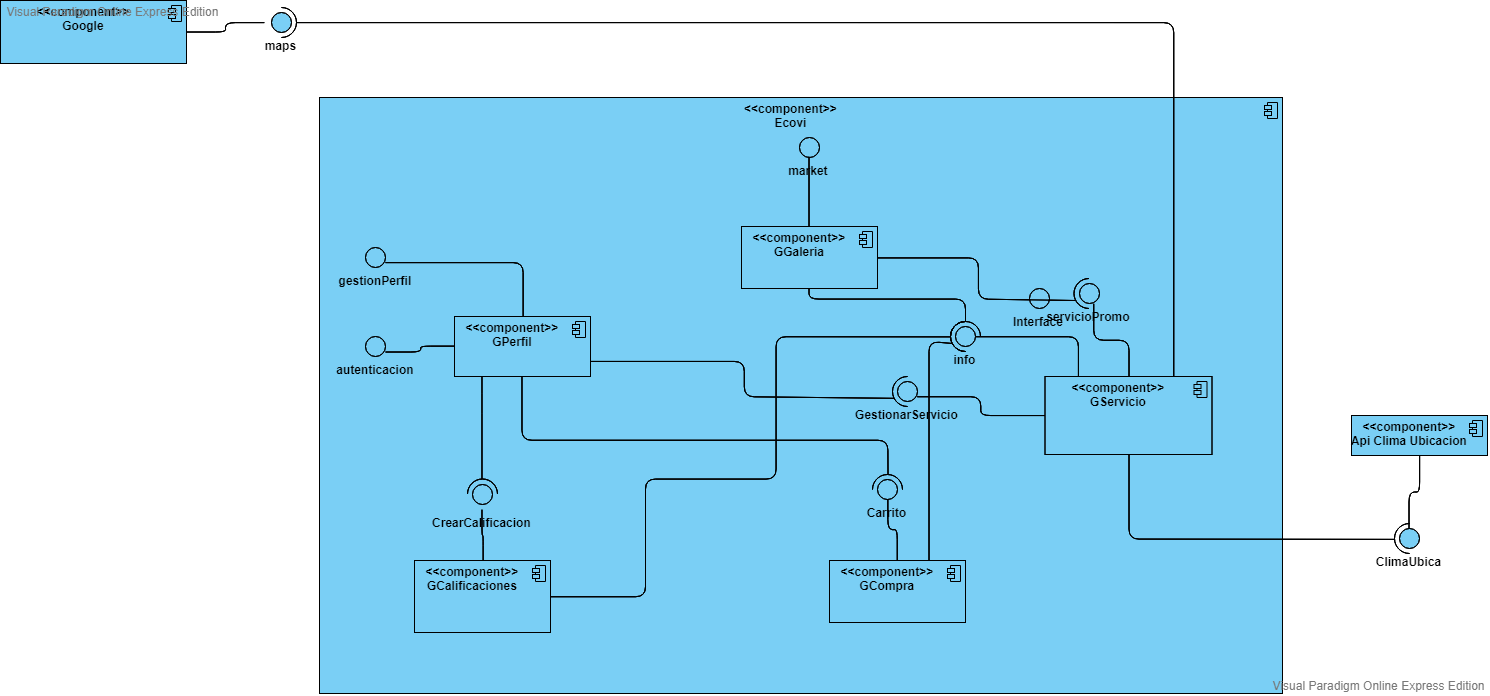 Visual Paradigm Online Express Edition
<<component>>
Google
maps
<<component>>
Ecovi
market
<<component>>
GGaleria
gestionPerfil
Interface
servicioPromo
<<component>>
GPerfil
autenticacion
info
<<component>>
GServicio
GestionarServicio
<<component>>
Api Clima Ubicacion
CrearCalificacion
Carrito
ClimaUbica
<<component>>
GCalificaciones
<<component>>
GCompra
Visual Paradigm Online Express Edition